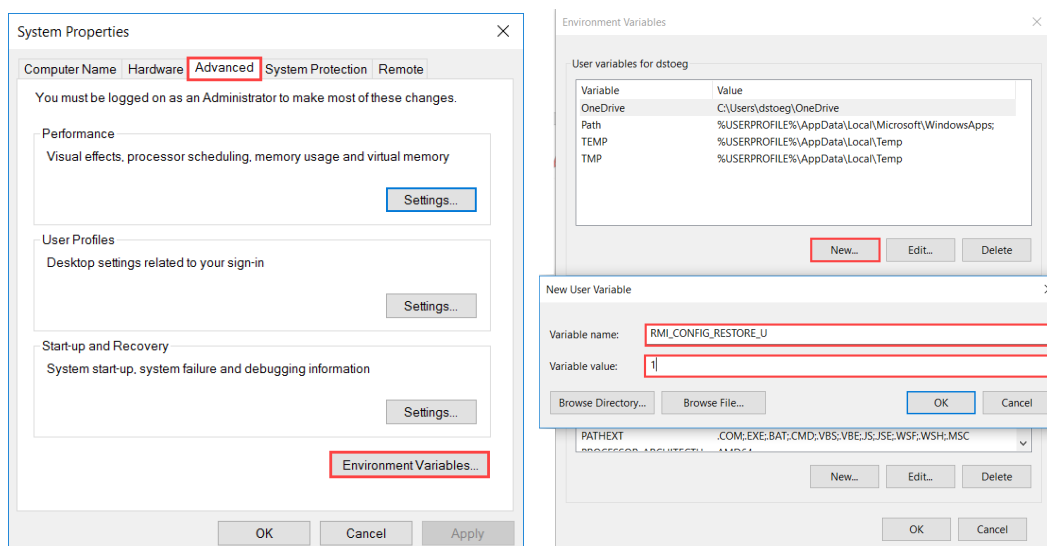 System Properties
Computer Name Hardware Advanced System Protection Remote
You must be logged on as an Administrator to make most of these changes.
Performance
Visual effects, processor scheduling, memory usage and virtual memory
Settings...
User Profiles
Desktop settings related to your sign-in
Settings...
Start-up and Recovery
System start-up, system failure and debugging information
Settings...
Environment Variables...
OK Cancel Apply
Environment Variables
User variables for dstoeg
Variable Value
OneDrive C:\Users\dstoeg\OneDrive
Path %USERPROFILE%\AppData\Local\Microsoft\WindowsApps;
TEMP %USERPROFILE%\AppData\Local\Temp
TMP %USERPROFILE%\AppData\Local\Temp
New... Edit... Delete
New User Variable
Variable name: RMI_CONFIG_RESTORE_U
Variable value: 1
Browse Directory... Browse File... OK Cancel
PATHEXT .COM;.EXE;.BAT;.CMD;.VBS;.VBE;.JS;.JSE;.WSF;.WSH;.MSC
New... Edit... Delete
OK Cancel